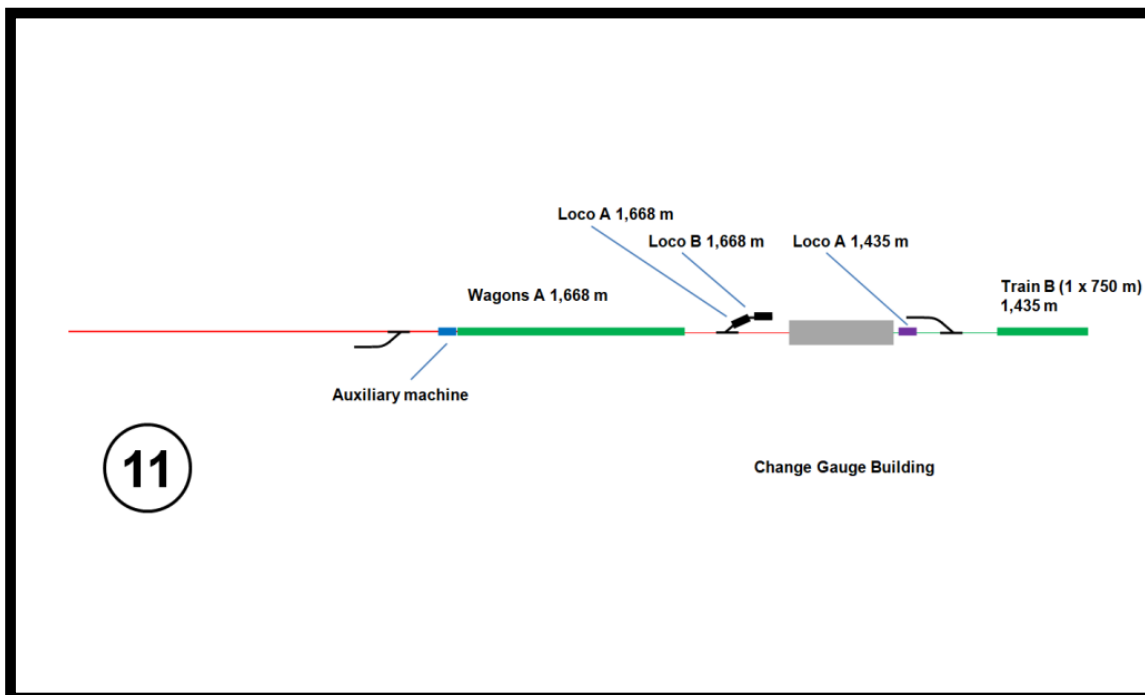 Loco A 1,668 m
Loco B 1,668 m
Loco A 1,435 m
Train B (1 x 750 m)
1,435 m
Wagons A 1,668 m
Auxiliary machine
11
Change Gauge Building